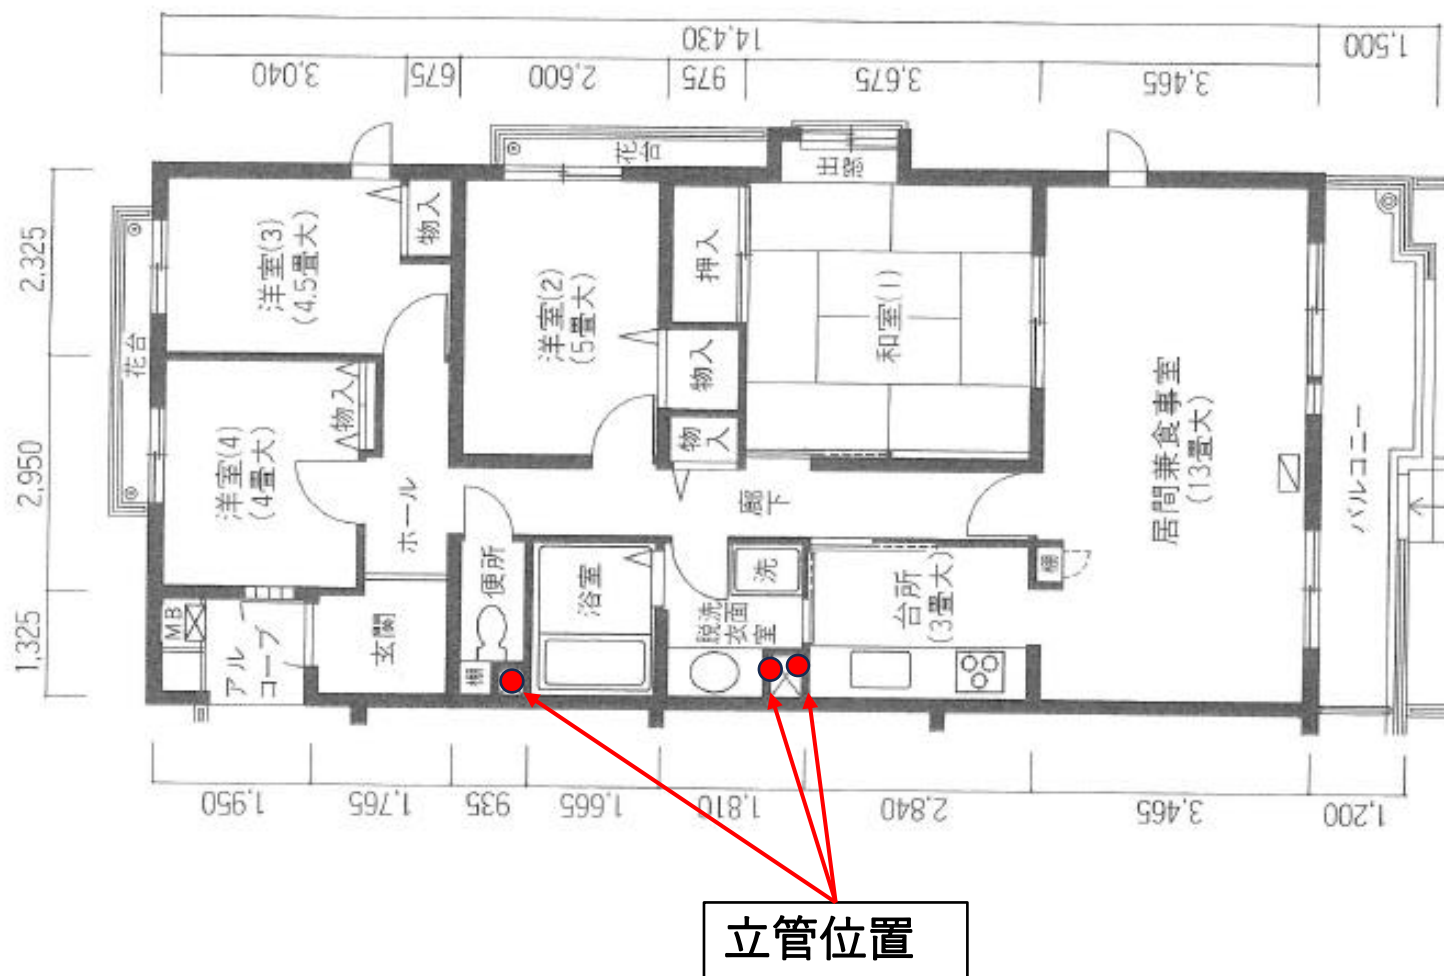 14,430
1,500
3,040
675
2,600
975
3,675
3,465
2,325
2,950
1,325
花台
花台
出窓
洋室(3)
(4.5畳大)
物入
洋室(2)
(5畳大)
押入
和室(1)
物入
物入
物入
洋室(4)
(4畳大)
ホール
廊下
居間兼食事室
(13畳大)
バルコニー
棚
便所
浴室
洗
洗面
脱衣室
台所
(3畳大)
MB
アルコーブ
玄関
棚
1,950
1,765
935
1,665
1,810
2,840
3,465
1,200
立管位置